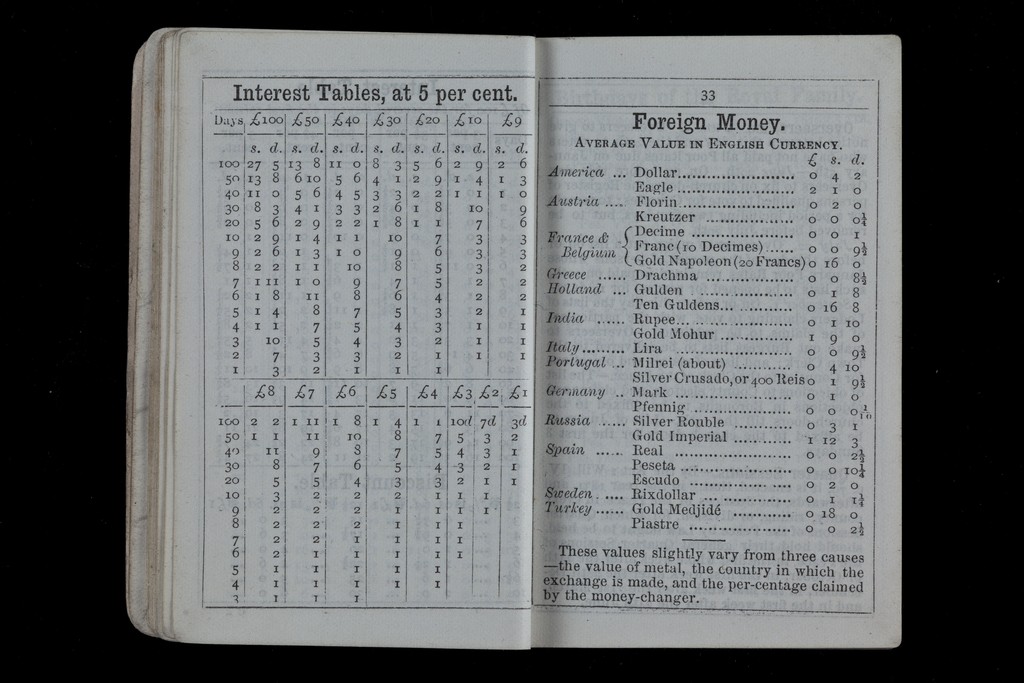 Interest Tables, at 5 per cent.
Days £100 £50 £40 £30 £20 £10 £9
s. d. s. d. s. d. s. d. s. d. s. d. s. d.
100 27 5 13 8 11 0 8 3 5 6 2 9 2 6
50 13 8 6 10 5 6 4 1 2 9 1 4 1 3
40 11 0 5 6 4 5 3 3 2 2 1 1 1 0
30 8 3 4 1 3 3 2 6 1 8 10 9
20 5 6 2 9 2 2 1 8 1 1 7 6
10 2 9 1 4 1 1 10 7 3 3
9 2 6 1 3 1 0 9 6 3 3
8 2 2 1 1 10 8 5 3 2
7 1 11 1 0 9 7 5 2 2
6 1 8 11 8 6 4 2 2
5 1 4 8 7 5 3 2 1
4 1 1 7 5 4 3 1 1
3 10 5 4 3 2 1 1
2 7 3 3 2 1 1 1
1 3 2 1 1 1
£8 £7 £6 £5 £4 £3 £2 £1
100 2 2 1 11 1 8 1 4 1 1 10d 7d 3d
50 1 1 11 10 8 7 5 3 2
40 11 9 8 7 5 4 3 1
30 8 7 6 5 4 3 2 1
20 5 5 4 3 3 2 1 1
10 3 2 2 2 1 1 1
9 2 2 2 1 1 1 1
8 2 2 2 1 1 1
7 2 2 1 1 1 1
6 2 1 1 1 1 1
5 1 1 1 1 1
4 1 1 1 1 1
3 1 1 1
33
Foreign Money.
AVERAGE VALUE IN ENGLISH CURRENCY.
£ s. d.
America ... Dollar 0 4 2
Eagle 2 1 0
Austria .... Florin 0 2 0
Kreutzer 0 0 0¼
France & Belgium { Decime 0 0 1
Franc (10 Decimes) 0 0 9½
Gold Napoleon (20 Francs) 0 16 0
Greece ...... Drachma 0 0 8½
Holland ... Gulden 0 1 8
Ten Guldens 0 16 8
India ...... Rupee 0 1 10
Gold Mohur 1 9 0
Italy ......... Lira 0 0 9½
Portugal ... Milrei (about) 0 4 10
Silver Crusado, or 400 Reis 0 1 9½
Germany .. Mark 0 1 0
Pfennig 0 0 0 1/10
Russia ...... Silver Rouble 0 3 1
Gold Imperial 1 12 3
Spain ...... Real 0 0 2½
Peseta 0 0 10¼
Escudo 0 2 0
Sweden ..... Rixdollar 0 1 1¼
Turkey ...... Gold Medjidé 0 18 0
Piastre 0 0 2½
These values slightly vary from three causes
—the value of metal, the country in which the
exchange is made, and the per-centage claimed
by the money-changer.